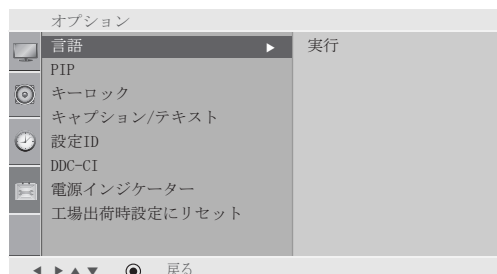 オプション
言語 ▶ 実行
PIP
キーロック
キャプション/テキスト
設定ID
DDC-CI
電源インジケーター
工場出荷時設定にリセット
戻る